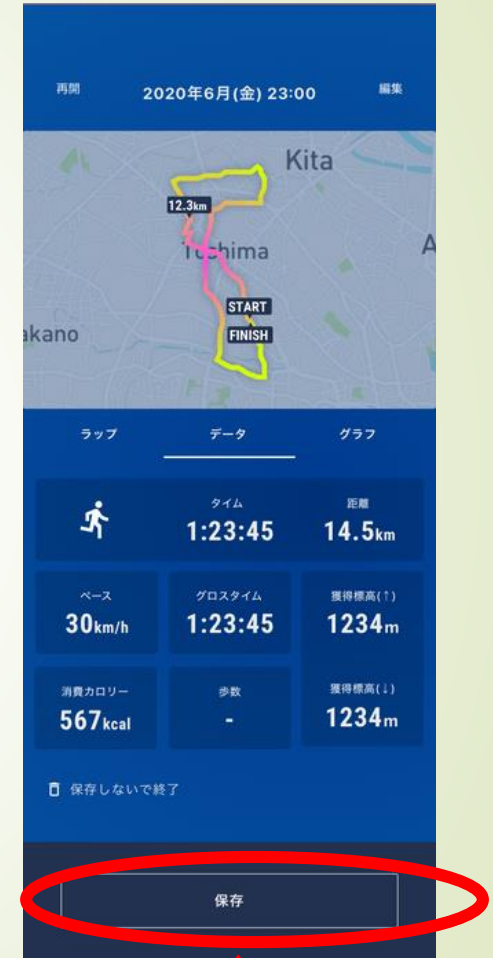 再開 2020年6月(金) 23:00 編集
Kita
12.3km
Toshima
A
START
akano
FINISH
ラップ データ グラフ
タイム 距離
1:23:45 14.5km
ペース グロスタイム 獲得標高(↑)
30km/h 1:23:45 1234m
消費カロリー 歩数 獲得標高(↓)
567kcal - 1234m
保存しないで終了
保存